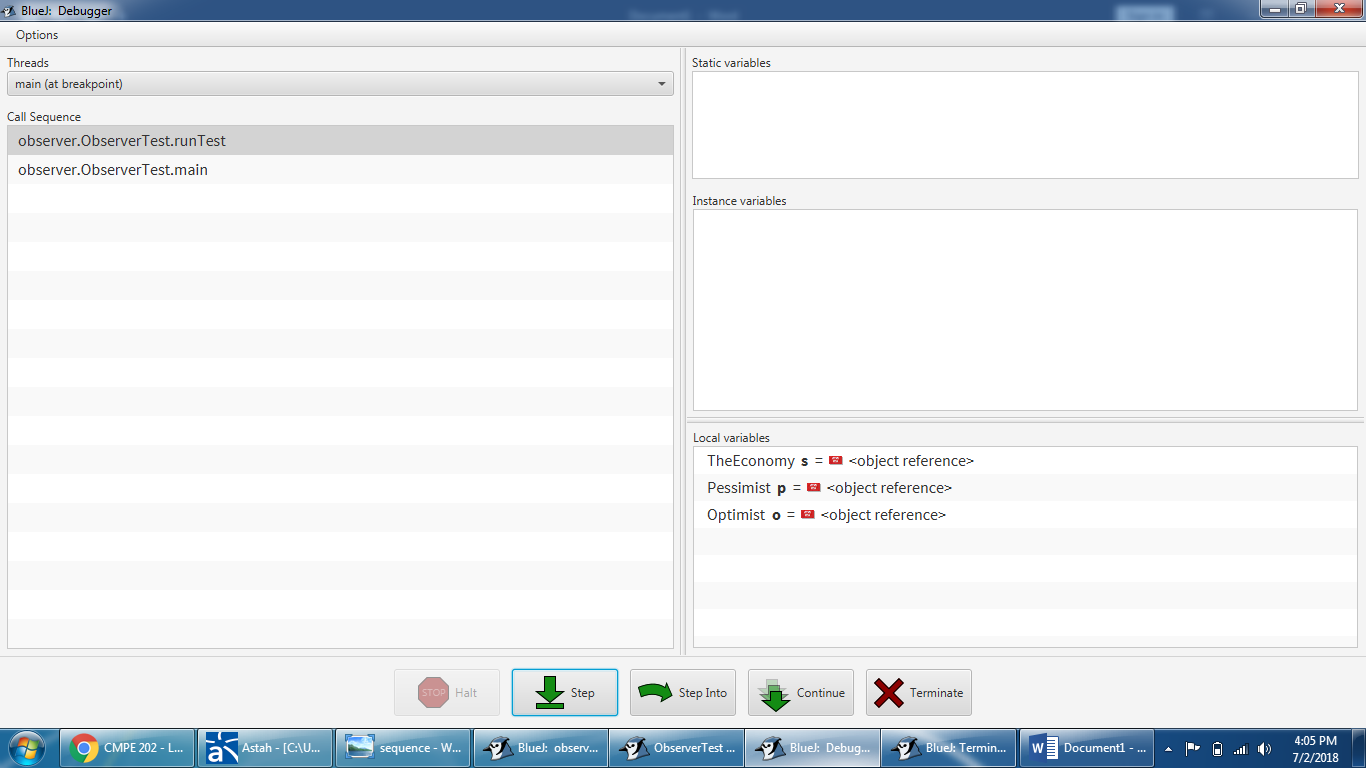 BlueJ: Debugger
Options
Threads
main (at breakpoint)
Call Sequence
observer.ObserverTest.runTest
observer.ObserverTest.main
Static variables
Instance variables
Local variables
TheEconomy s = <object reference>
Pessimist p = <object reference>
Optimist o = <object reference>
STOP Halt
Step
Step Into
Continue
Terminate
CMPE 202 - L...
Astah - [C:\U...
sequence - W...
BlueJ: observ...
ObserverTest ...
BlueJ: Debug...
BlueJ: Termin...
Document1 - ...
4:05 PM
7/2/2018